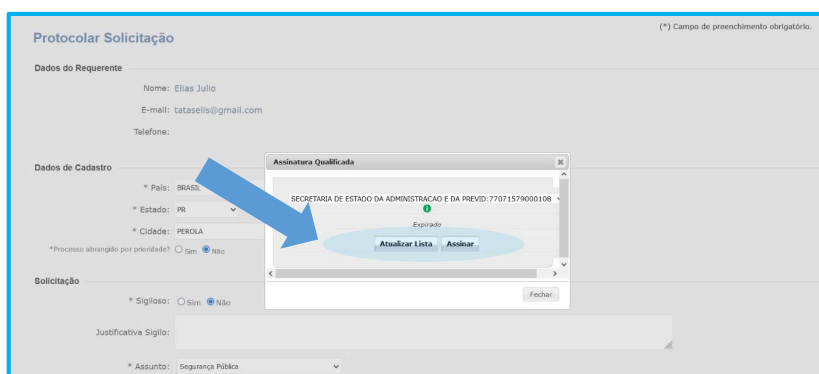 (*) Campo de preenchimento obrigatório.
Protocolar Solicitação
Dados do Requerente
Nome: Elias Julio
E-mail: tataselis@gmail.com
Telefone:
Dados de Cadastro
* País: BRASIL
* Estado: PR
* Cidade: PEROLA
*Processo abrangido por prioridade? Sim Não
Assinatura Qualificada
SECRETARIA DE ESTADO DA ADMINISTRACAO E DA PREVID:77071579000108
Expirado
Atualizar Lista Assinar
Fechar
Solicitação
* Sigiloso: Sim Não
Justificativa Sigilo:
* Assunto: Segurança Pública